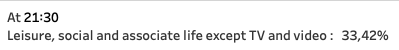 At 21:30
Leisure, social and associate life except TV and video : 33,42%